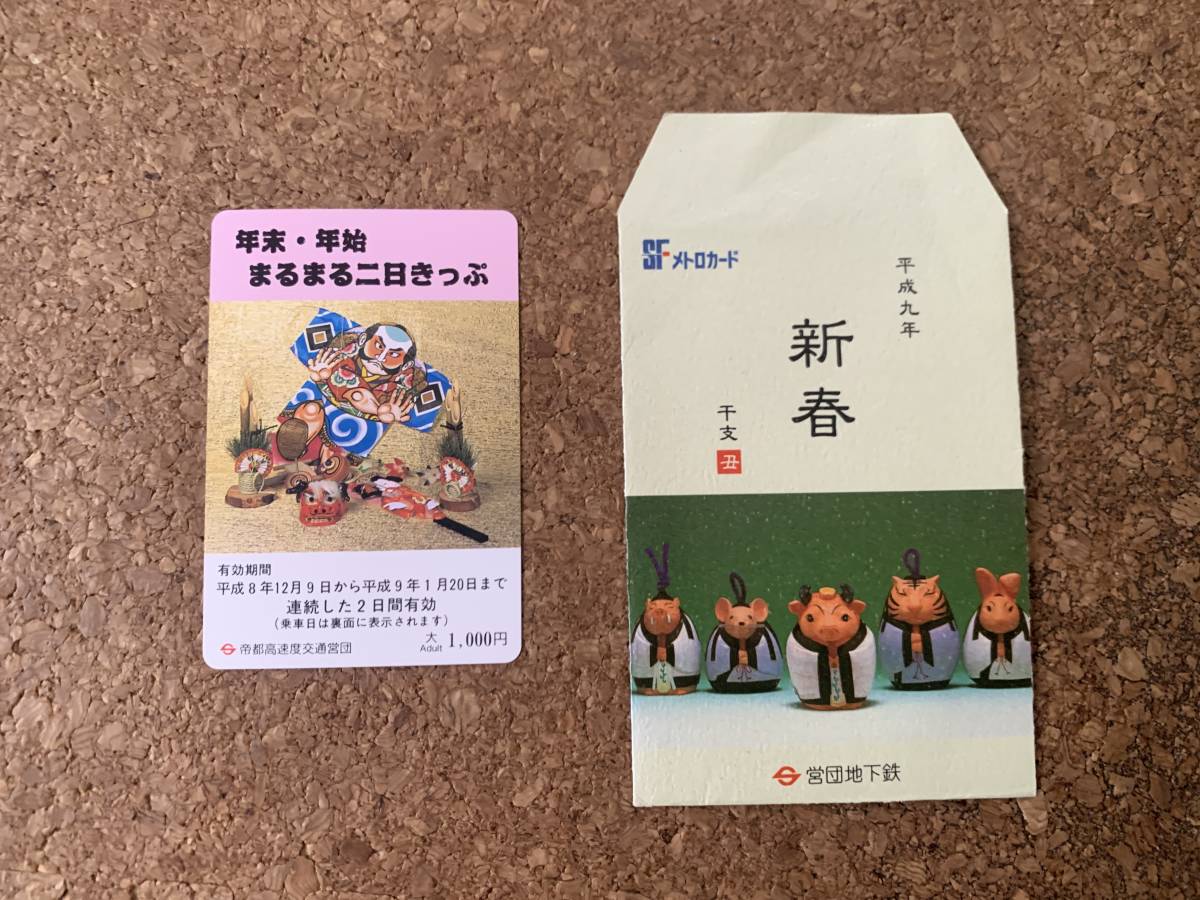 年末・年始
まるまる二日きっぷ
有効期間
平成8年12月9日から平成9年1月20日まで
連続した2日間有効
(乗車日は裏面に表示されます)
帝都高速度交通営団
大 Adult 1,000円
SFメトロカード
平成九年
新春
干支
丑
営団地下鉄